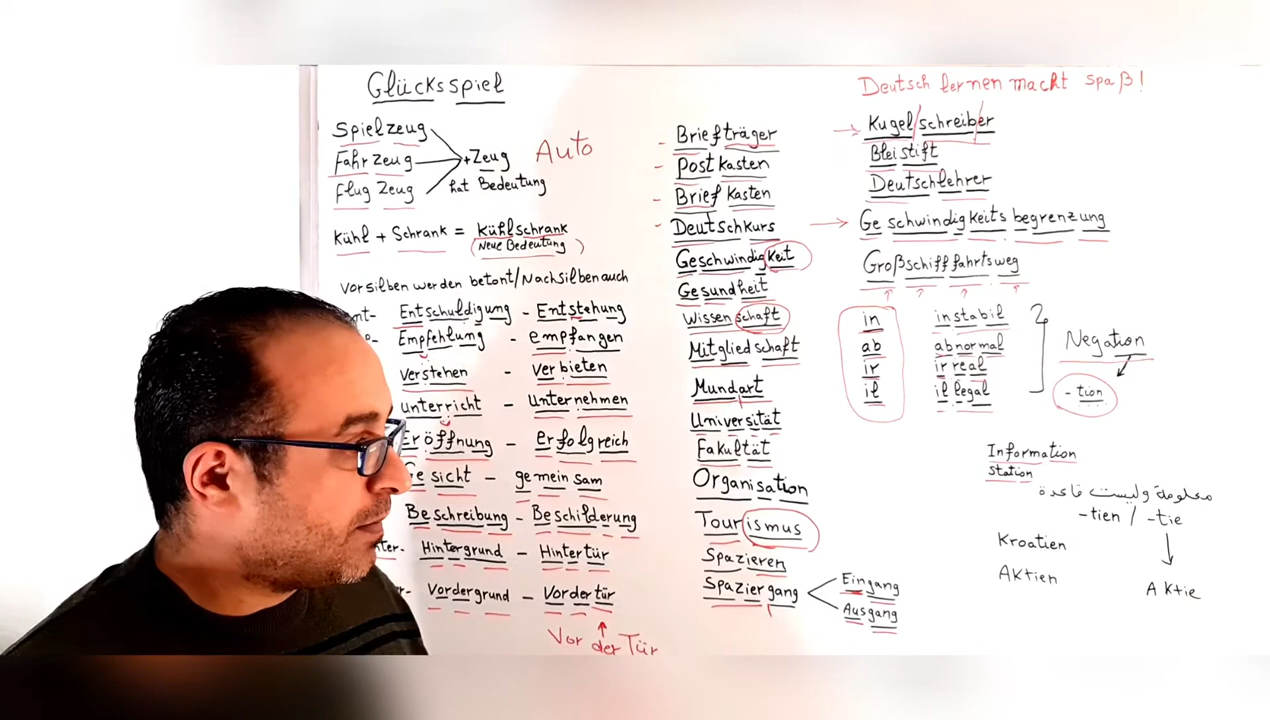 Glücksspiel
Spielzeug
Fahrzeug
Flugzeug
+Zeug
hat Bedeutung
Auto
Kühl + Schrank = Kühlschrank
(Neue Bedeutung)
Vorsilben werden betont/Nachsilben auch
Entschuldigung - Entstehung
Empfehlung - empfangen
verstehen - verbieten
unterricht - Unternehmen
Eröffnung - erfolgreich
Gesicht - gemeinsam
Beschreibung - Beschilderung
Hintergrund - Hintertür
Vordergrund - Vordertür
Vor der Tür
- Briefträger
- Postkasten
- Briefkasten
- Deutschkurs
Geschwindigkeit
Gesundheit
Wissenschaft
Mitgliedschaft
Mundart
Universität
Fakultät
Organisation
Tourismus
Spazieren
Spaziergang
Eingang
Ausgang
Deutsch lernen macht spaß!
→ Kugel/schreib/er
Bleistift
Deutschlehrer
→ Geschwindigkeitsbegrenzung
Großschifffahrtsweg
in instabil
ab abnormal
ir irreal
il illegal
Negation
-tion
Information
Station
معلومة وليست قاعدة
-tien / -tie
Kroatien
Aktien
Aktie